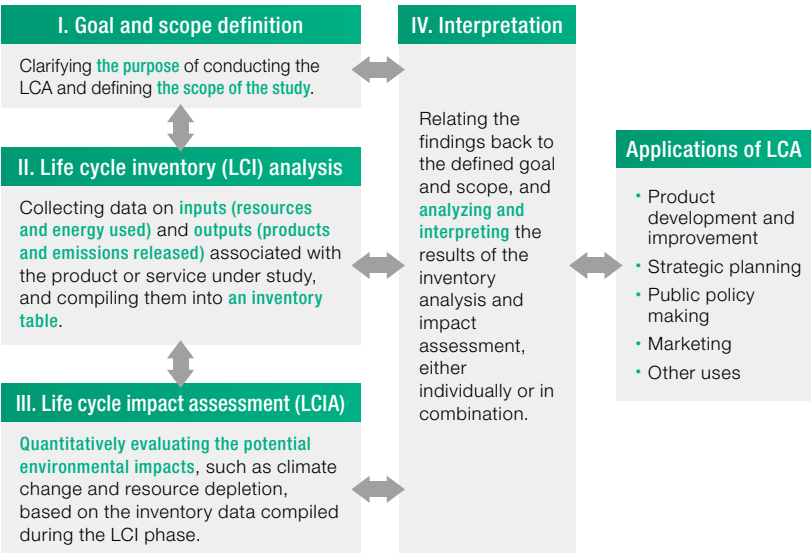 I. Goal and scope definition
Clarifying the purpose of conducting the
LCA and defining the scope of the study.
II. Life cycle inventory (LCI) analysis
Collecting data on inputs (resources
and energy used) and outputs (products
and emissions released) associated with
the product or service under study,
and compiling them into an inventory
table.
III. Life cycle impact assessment (LCIA)
Quantitatively evaluating the potential
environmental impacts, such as climate
change and resource depletion,
based on the inventory data compiled
during the LCI phase.
IV. Interpretation
Relating the
findings back to
the defined goal
and scope, and
analyzing and
interpreting the
results of the
inventory
analysis and
impact
assessment,
either
individually or in
combination.
Applications of LCA
• Product
development and
improvement
• Strategic planning
• Public policy
making
• Marketing
• Other uses